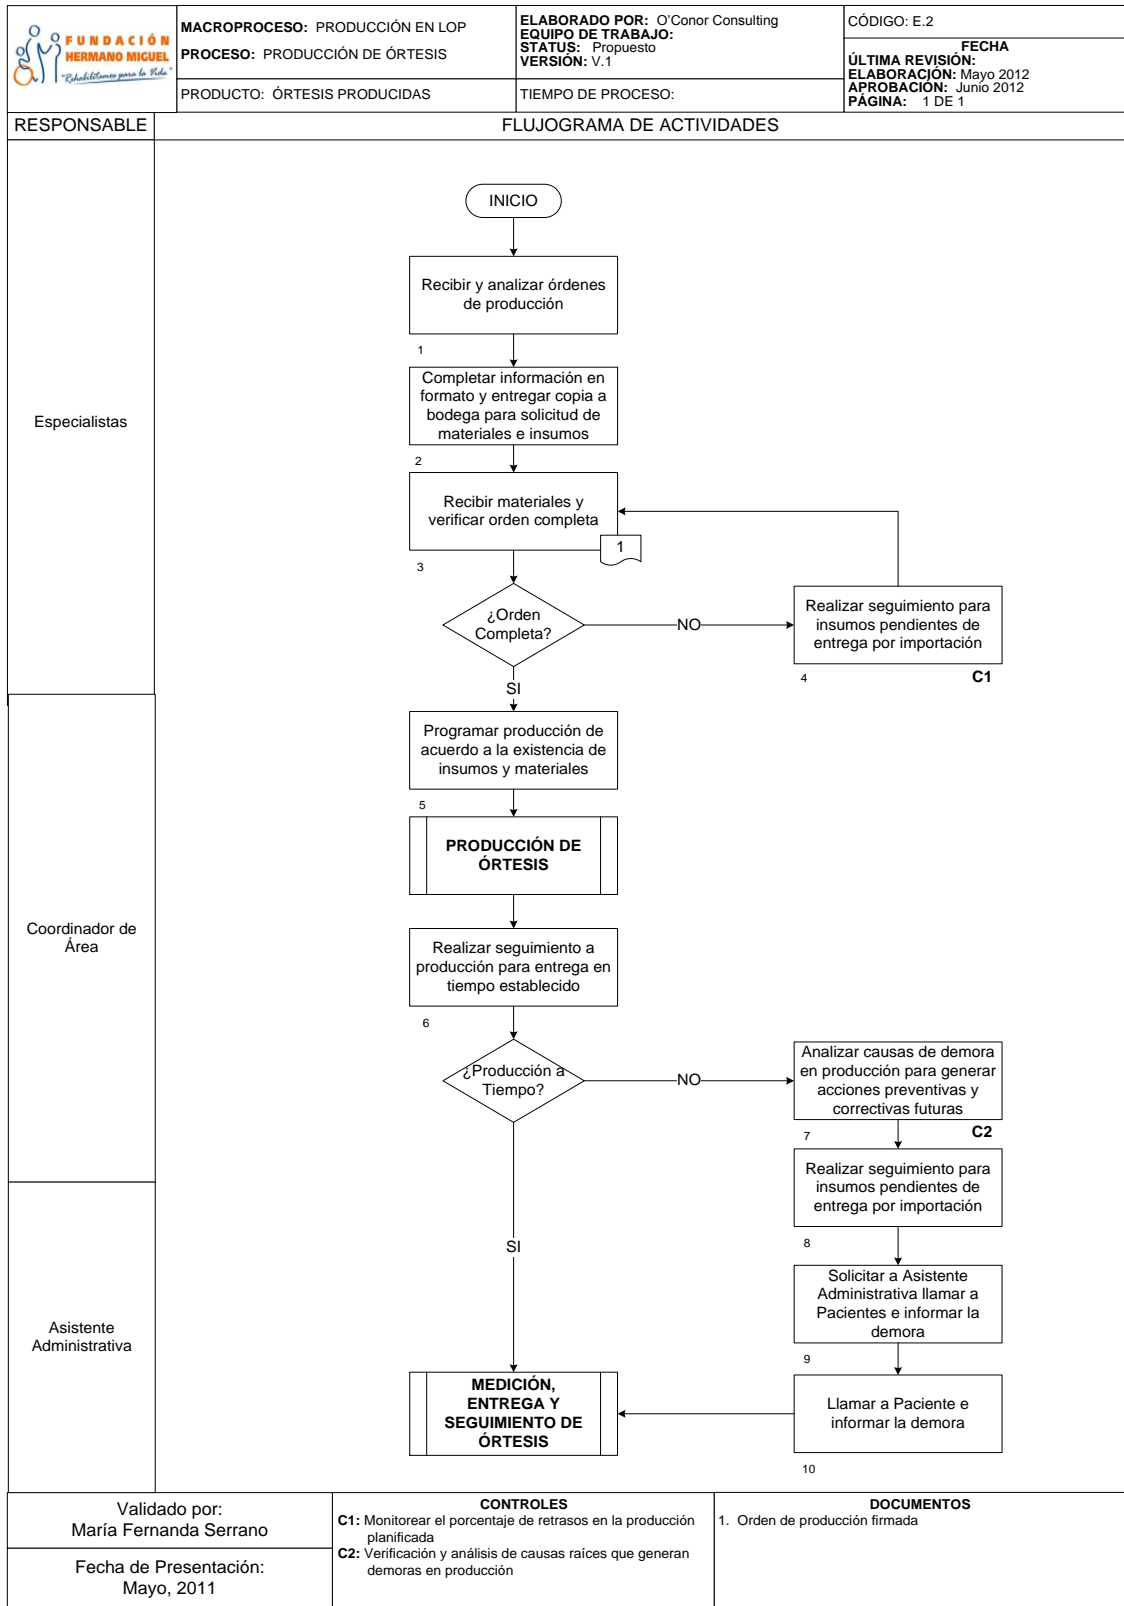 FUNDACIÓN
HERMANO MIGUEL
"Rehabilitamos para la Vida"
MACROPROCESO: PRODUCCIÓN EN LOP
PROCESO: PRODUCCIÓN DE ÓRTESIS
PRODUCTO: ÓRTESIS PRODUCIDAS
ELABORADO POR: O'Conor Consulting
EQUIPO DE TRABAJO:
STATUS: Propuesto
VERSIÓN: V.1
TIEMPO DE PROCESO:
CÓDIGO: E.2
FECHA
ÚLTIMA REVISIÓN:
ELABORACIÓN: Mayo 2012
APROBACIÓN: Junio 2012
PÁGINA: 1 DE 1
RESPONSABLE
FLUJOGRAMA DE ACTIVIDADES
Especialistas
INICIO
Recibir y analizar órdenes
de producción
1
Completar información en
formato y entregar copia a
bodega para solicitud de
materiales e insumos
2
Recibir materiales y
verificar orden completa
1
3
¿Orden
Completa?
NO
Realizar seguimiento para
insumos pendientes de
entrega por importación
4
C1
SI
Coordinador de
Área
Programar producción de
acuerdo a la existencia de
insumos y materiales
5
PRODUCCIÓN DE
ÓRTESIS
Realizar seguimiento a
producción para entrega en
tiempo establecido
6
¿Producción a
Tiempo?
NO
Analizar causas de demora
en producción para generar
acciones preventivas y
correctivas futuras
7
C2
Realizar seguimiento para
insumos pendientes de
entrega por importación
8
SI
Asistente
Administrativa
Solicitar a Asistente
Administrativa llamar a
Pacientes e informar la
demora
9
MEDICIÓN,
ENTREGA Y
SEGUIMIENTO DE
ÓRTESIS
Llamar a Paciente e
informar la demora
10
Validado por:
María Fernanda Serrano
Fecha de Presentación:
Mayo, 2011
CONTROLES
C1: Monitorear el porcentaje de retrasos en la producción
planificada
C2: Verificación y análisis de causas raíces que generan
demoras en producción
DOCUMENTOS
1. Orden de producción firmada